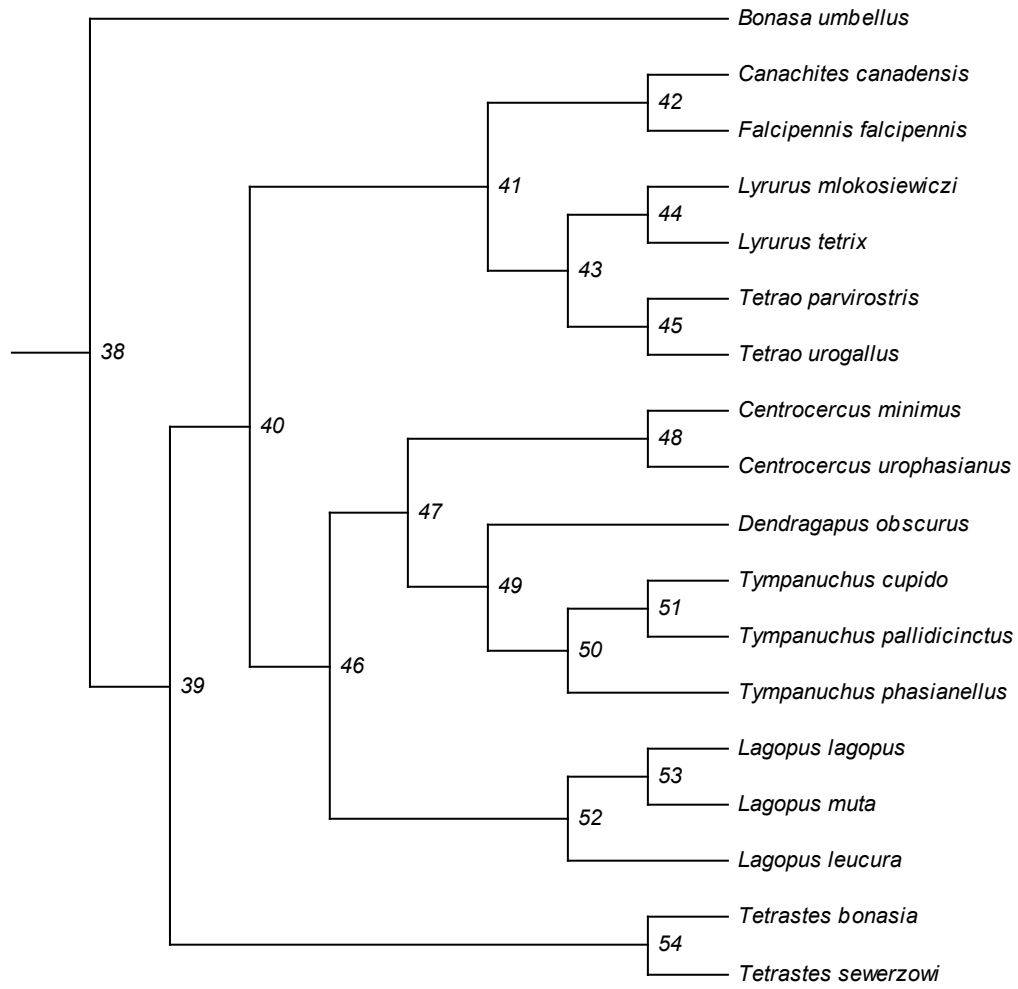 Bonasa umbellus
Canachites canadensis
42
Falcipennis falcipennis
41
Lyrurus mlokosiewiczi
44
Lyrurus tetrix
43
Tetrao parvirostris
45
38
Tetrao urogallus
Centrocercus minimus
40
48
Centrocercus urophasianus
47
Dendragapus obscurus
Tympanuchus cupido
49
51
Tympanuchus pallidicinctus
50
46
39
Tympanuchus phasianellus
Lagopus lagopus
53
Lagopus muta
52
Lagopus leucura
Tetrastes bonasia
54
Tetrastes sewerzowi